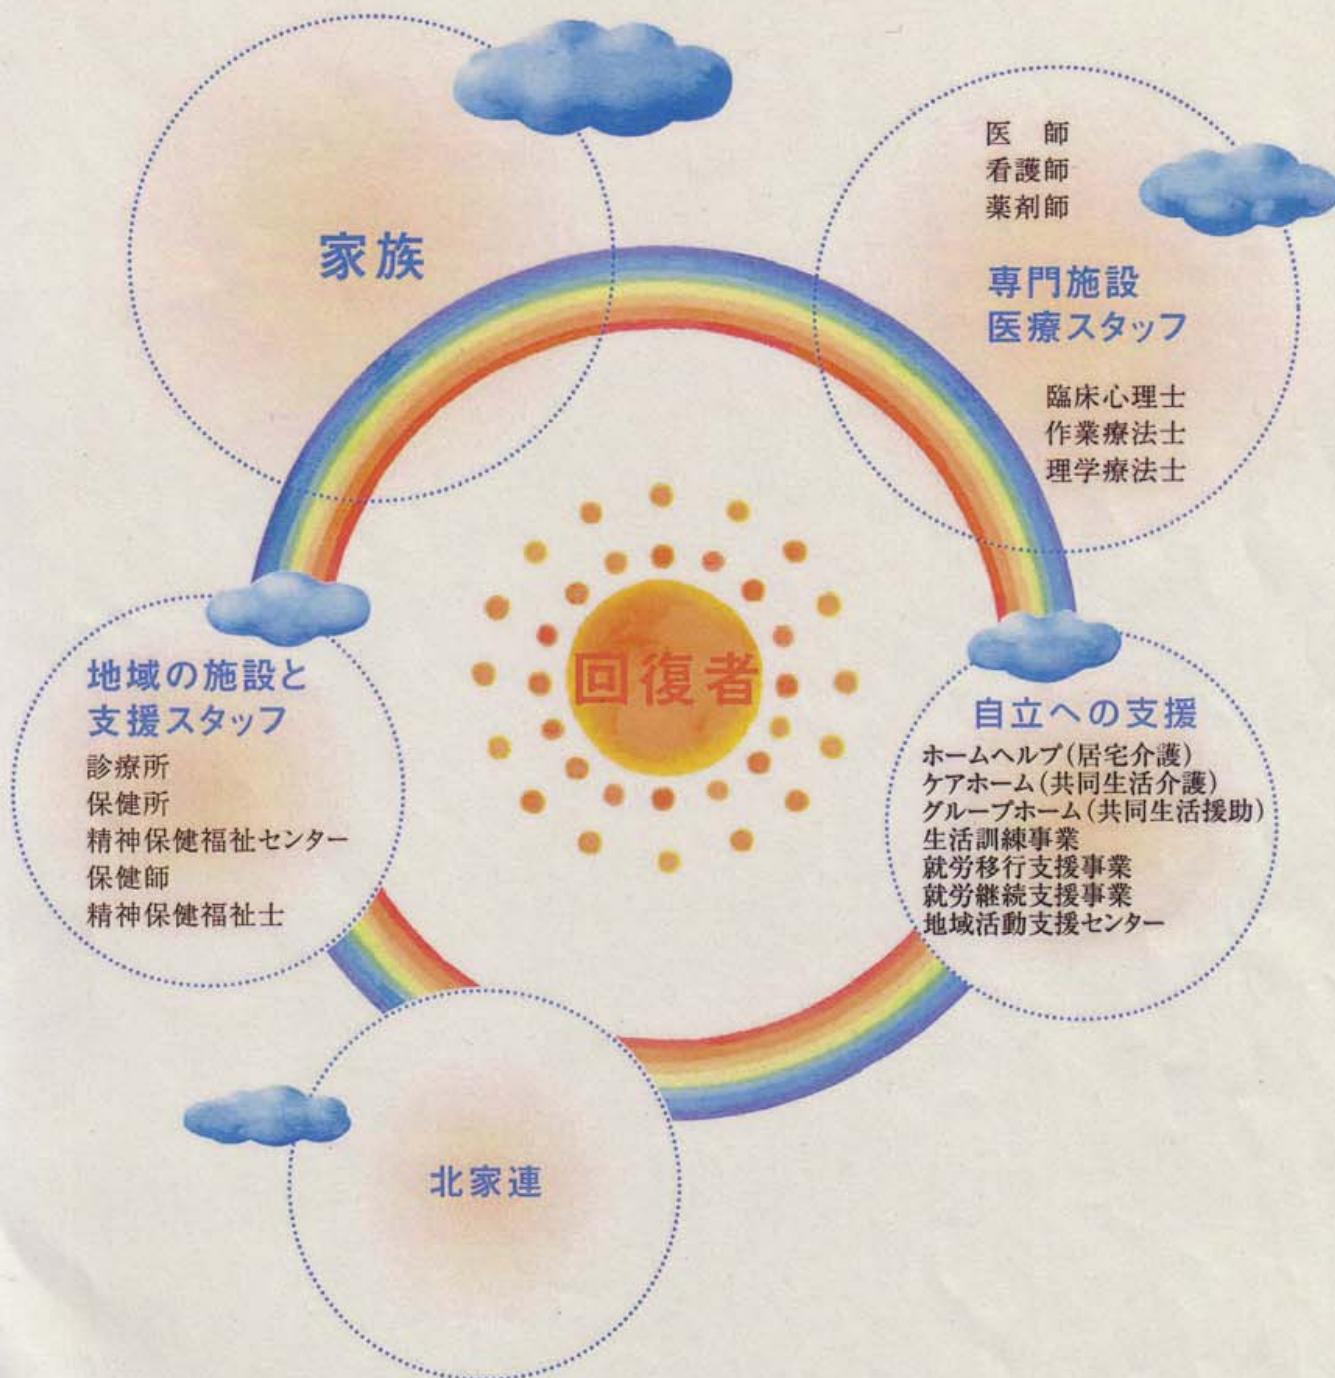 家族
医　師
看護師
薬剤師
専門施設
医療スタッフ
臨床心理士
作業療法士
理学療法士
回復者
地域の施設と
支援スタッフ
診療所
保健所
精神保健福祉センター
保健師
精神保健福祉士
自立への支援
ホームヘルプ(居宅介護)
ケアホーム(共同生活介護)
グループホーム(共同生活援助)
生活訓練事業
就労移行支援事業
就労継続支援事業
地域活動支援センター
北家連